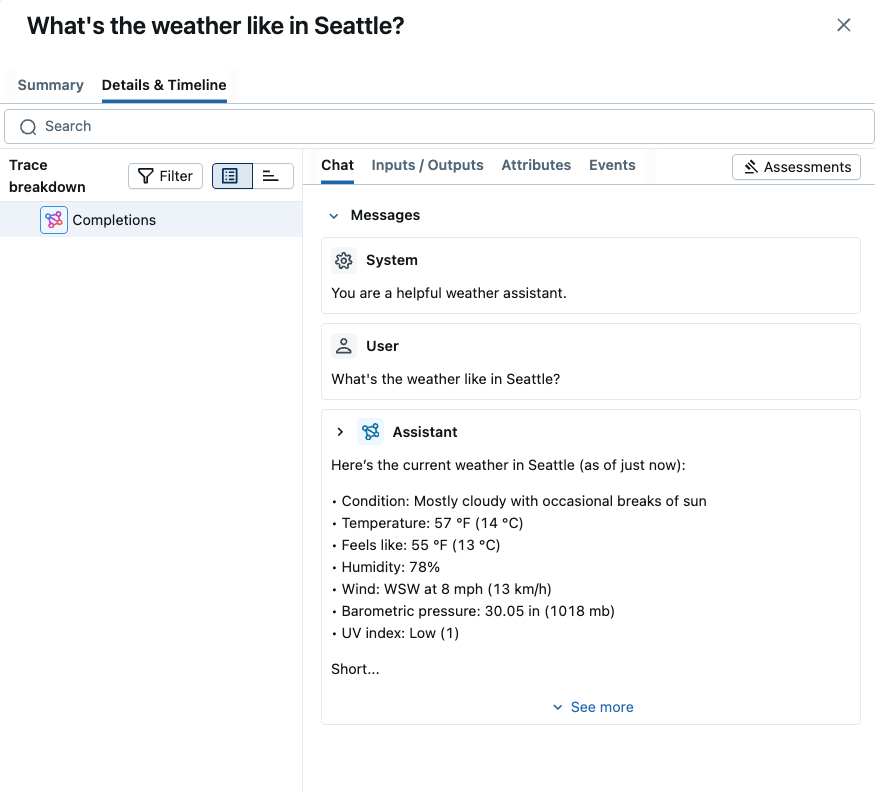 What's the weather like in Seattle?
Summary
Details & Timeline
Search
Trace
breakdown
Filter
Completions
Chat
Inputs / Outputs
Attributes
Events
Assessments
Messages
System
You are a helpful weather assistant.
User
What's the weather like in Seattle?
Assistant
Here’s the current weather in Seattle (as of just now):
• Condition: Mostly cloudy with occasional breaks of sun
• Temperature: 57 °F (14 °C)
• Feels like: 55 °F (13 °C)
• Humidity: 78%
• Wind: WSW at 8 mph (13 km/h)
• Barometric pressure: 30.05 in (1018 mb)
• UV index: Low (1)
Short...
See more